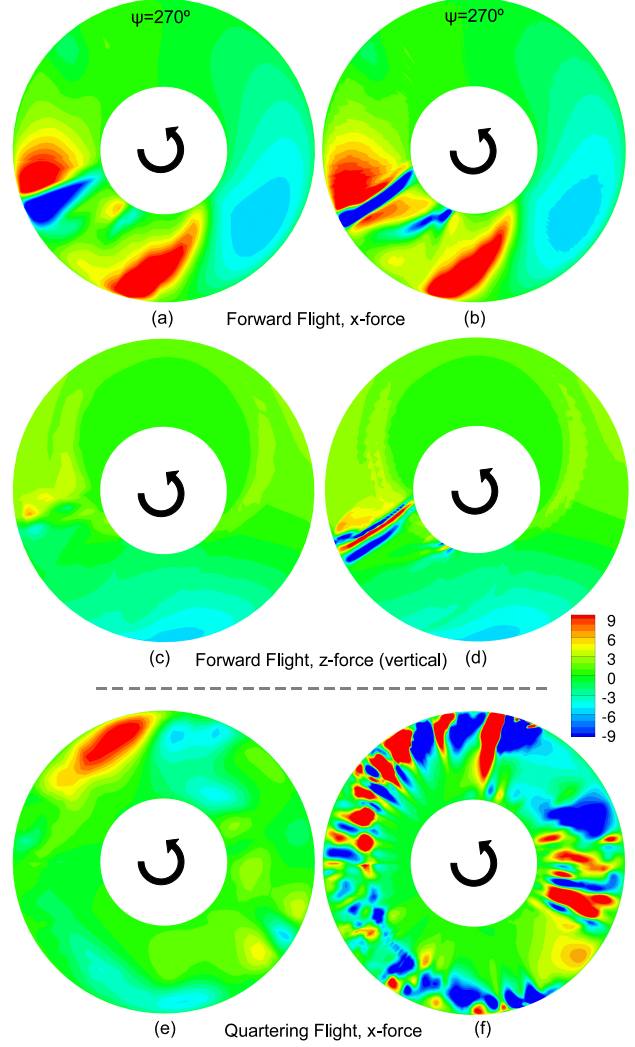 ψ=270º ψ=270º
(a) Forward Flight, x-force (b)
(c) Forward Flight, z-force (vertical) (d)
9
6
3
0
-3
-6
-9
(e) Quartering Flight, x-force (f)